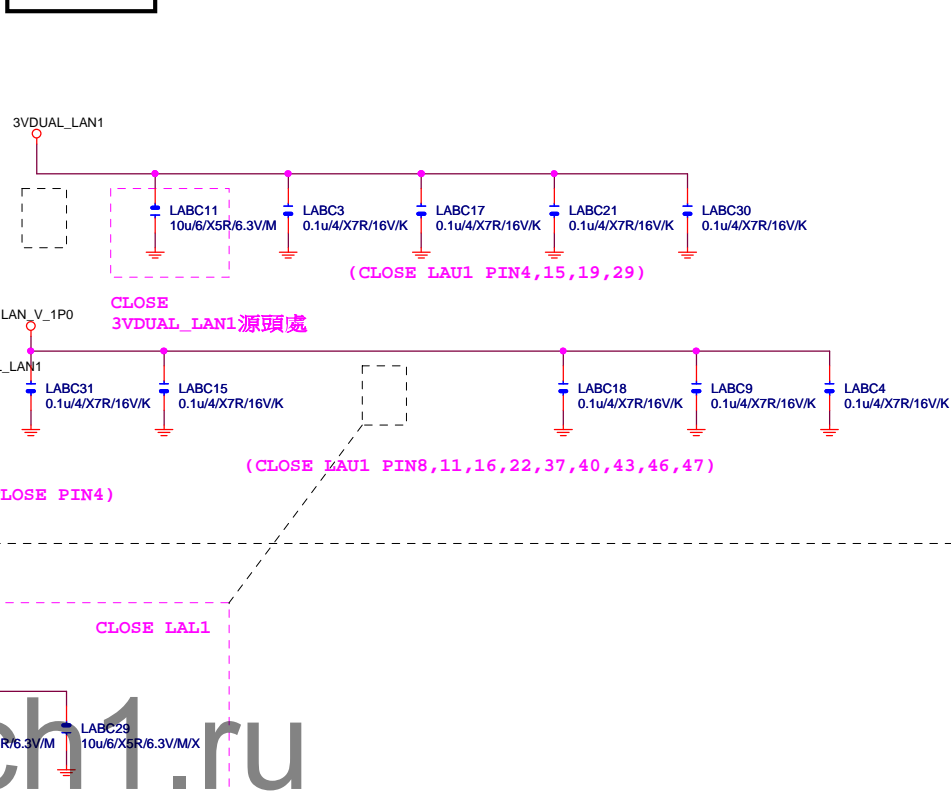 3VDUAL_LAN1
LABC11
10u/6/X5R/6.3V/M
LABC3
0.1u/4/X7R/16V/K
LABC17
0.1u/4/X7R/16V/K
LABC21
0.1u/4/X7R/16V/K
LABC30
0.1u/4/X7R/16V/K
(CLOSE LAU1 PIN4,15,19,29)
CLOSE
3VDUAL_LAN1源頭處
LAN_V_1P0
L_LAN1
LABC31
0.1u/4/X7R/16V/K
LABC15
0.1u/4/X7R/16V/K
LABC18
0.1u/4/X7R/16V/K
LABC9
0.1u/4/X7R/16V/K
LABC4
0.1u/4/X7R/16V/K
(CLOSE LAU1 PIN8,11,16,22,37,40,43,46,47)
LOSE PIN4)
CLOSE LAL1
LABC29
R/6.3V/M
10u/6/X5R/6.3V/M/X
ch1.ru